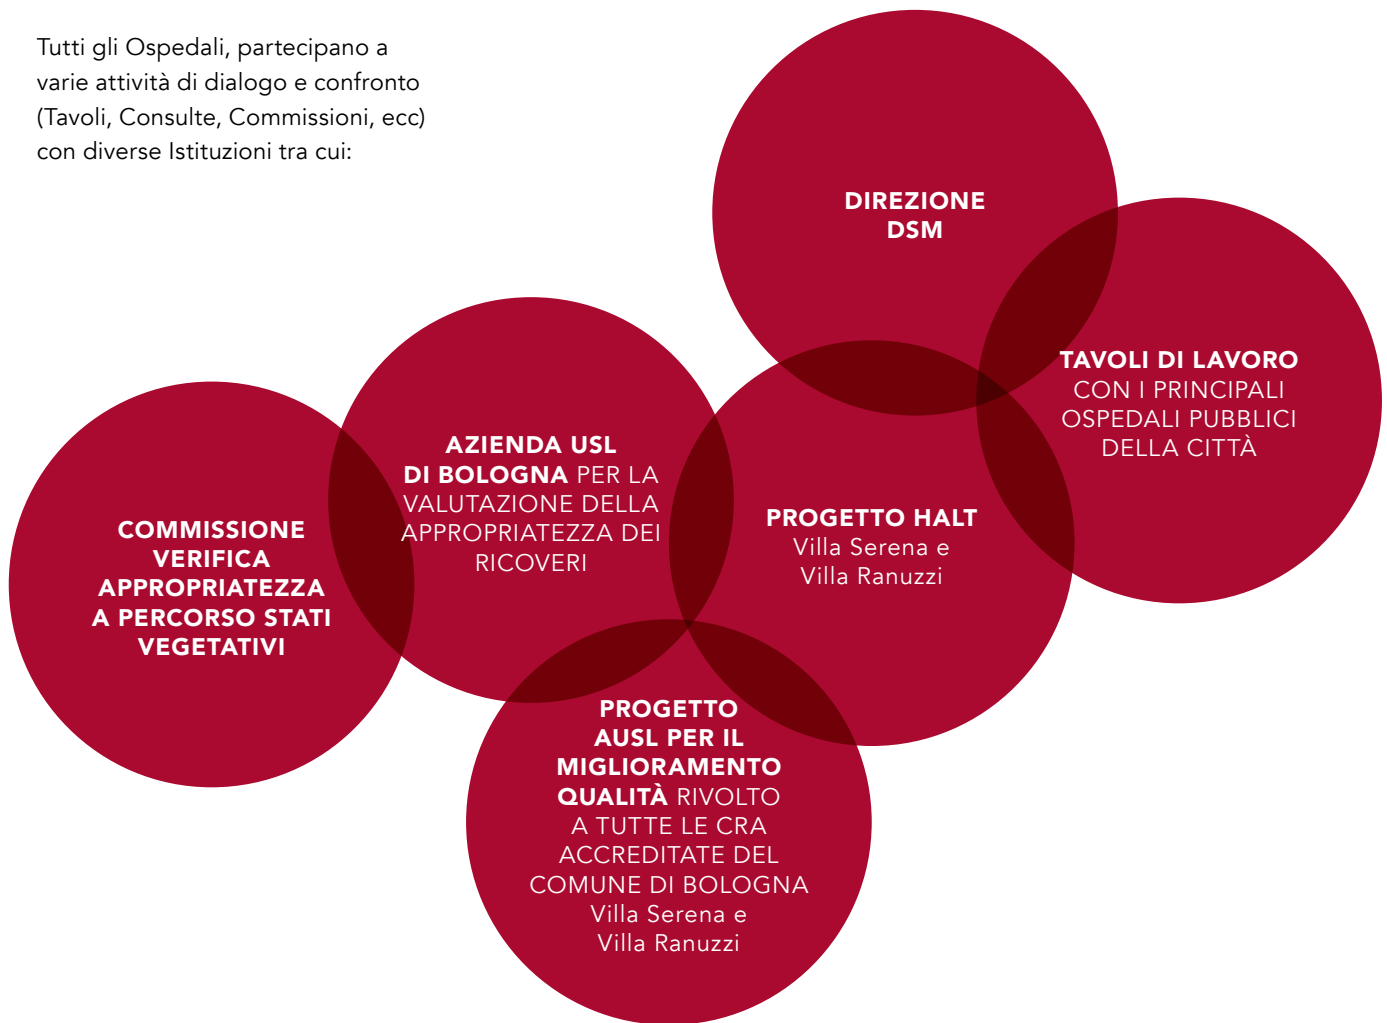 Tutti gli Ospedali, partecipano a
varie attività di dialogo e confronto
(Tavoli, Consulte, Commissioni, ecc)
con diverse Istituzioni tra cui:
DIREZIONE
DSM
TAVOLI DI LAVORO
CON I PRINCIPALI
OSPEDALI PUBBLICI
DELLA CITTÀ
AZIENDA USL
DI BOLOGNA PER LA
VALUTAZIONE DELLA
APPROPRIATEZZA DEI
RICOVERI
PROGETTO HALT
Villa Serena e
Villa Ranuzzi
COMMISSIONE
VERIFICA
APPROPRIATEZZA
A PERCORSO STATI
VEGETATIVI
PROGETTO
AUSL PER IL
MIGLIORAMENTO
QUALITÀ RIVOLTO
A TUTTE LE CRA
ACCREDITATE DEL
COMUNE DI BOLOGNA
Villa Serena e
Villa Ranuzzi